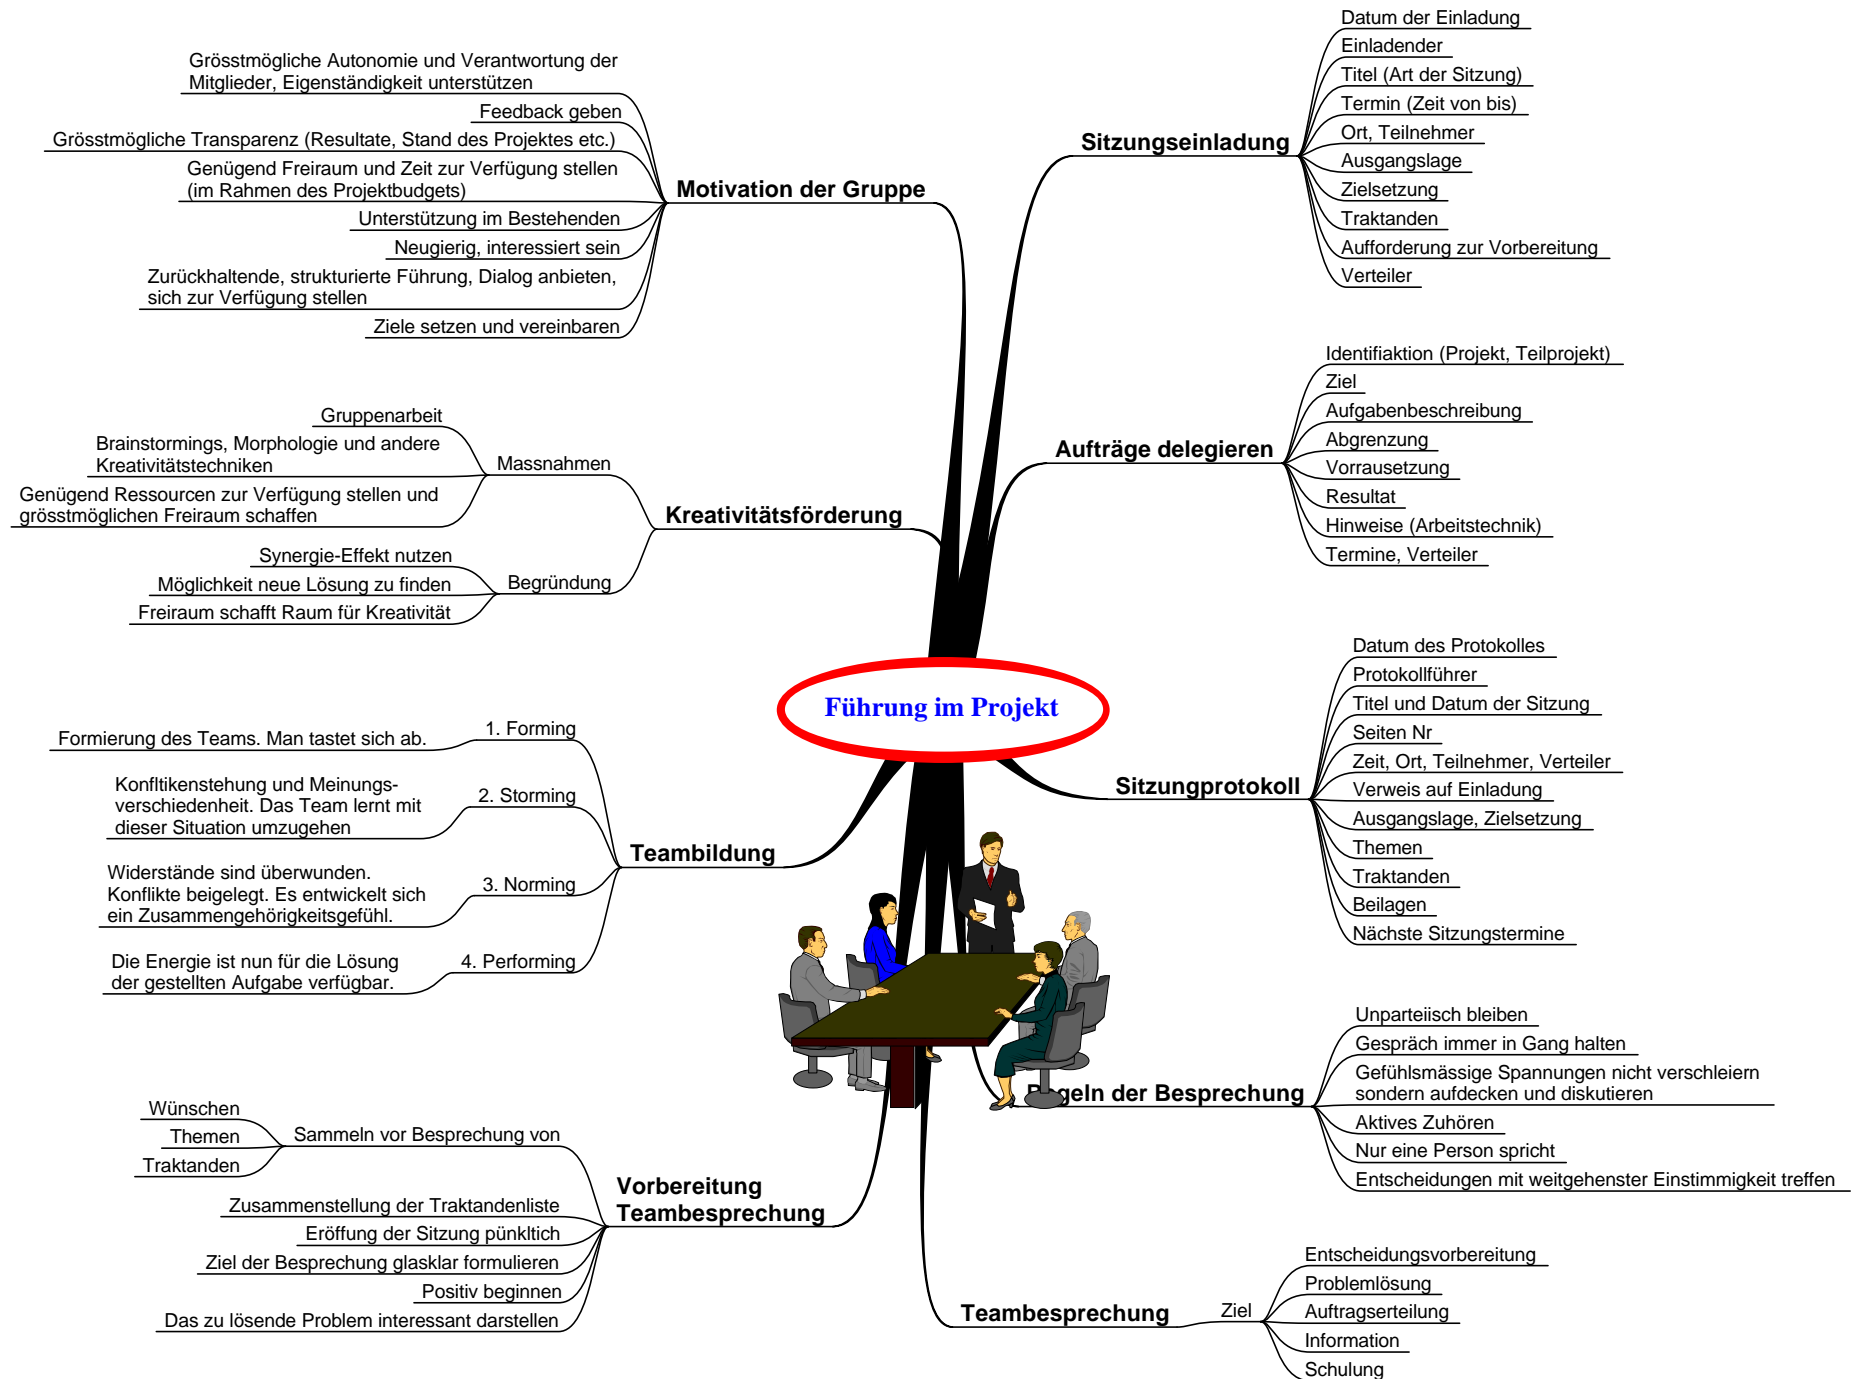 Führung im Projekt
Motivation der Gruppe
Grösstmögliche Autonomie und Verantwortung der
Mitglieder, Eigenständigkeit unterstützen
Feedback geben
Grösstmögliche Transparenz (Resultate, Stand des Projektes etc.)
Genügend Freiraum und Zeit zur Verfügung stellen
(im Rahmen des Projektbudgets)
Unterstützung im Bestehenden
Neugierig, interessiert sein
Zurückhaltende, strukturierte Führung, Dialog anbieten,
sich zur Verfügung stellen
Ziele setzen und vereinbaren
Kreativitätsförderung
Massnahmen
Gruppenarbeit
Brainstormings, Morphologie und andere
Kreativitätstechniken
Genügend Ressourcen zur Verfügung stellen und
grösstmöglichen Freiraum schaffen
Begründung
Synergie-Effekt nutzen
Möglichkeit neue Lösung zu finden
Freiraum schafft Raum für Kreativität
Teambildung
1. Forming
Formierung des Teams. Man tastet sich ab.
2. Storming
Konfltikenstehung und Meinungs-
verschiedenheit. Das Team lernt mit
dieser Situation umzugehen
3. Norming
Widerstände sind überwunden.
Konflikte beigelegt. Es entwickelt sich
ein Zusammengehörigkeitsgefühl.
4. Performing
Die Energie ist nun für die Lösung
der gestellten Aufgabe verfügbar.
Vorbereitung
Teambesprechung
Sammeln vor Besprechung von
Wünschen
Themen
Traktanden
Zusammenstellung der Traktandenliste
Eröffung der Sitzung pünkltich
Ziel der Besprechung glasklar formulieren
Positiv beginnen
Das zu lösende Problem interessant darstellen
Sitzungseinladung
Datum der Einladung
Einladender
Titel (Art der Sitzung)
Termin (Zeit von bis)
Ort, Teilnehmer
Ausgangslage
Zielsetzung
Traktanden
Aufforderung zur Vorbereitung
Verteiler
Aufträge delegieren
Identifiaktion (Projekt, Teilprojekt)
Ziel
Aufgabenbeschreibung
Abgrenzung
Vorrausetzung
Resultat
Hinweise (Arbeitstechnik)
Termine, Verteiler
Sitzungprotokoll
Datum des Protokolles
Protokollführer
Titel und Datum der Sitzung
Seiten Nr
Zeit, Ort, Teilnehmer, Verteiler
Verweis auf Einladung
Ausgangslage, Zielsetzung
Themen
Traktanden
Beilagen
Nächste Sitzungstermine
Regeln der Besprechung
Unparteiisch bleiben
Gespräch immer in Gang halten
Gefühlsmässige Spannungen nicht verschleiern
sondern aufdecken und diskutieren
Aktives Zuhören
Nur eine Person spricht
Entscheidungen mit weitgehenster Einstimmigkeit treffen
Teambesprechung
Ziel
Entscheidungsvorbereitung
Problemlösung
Auftragserteilung
Information
Schulung